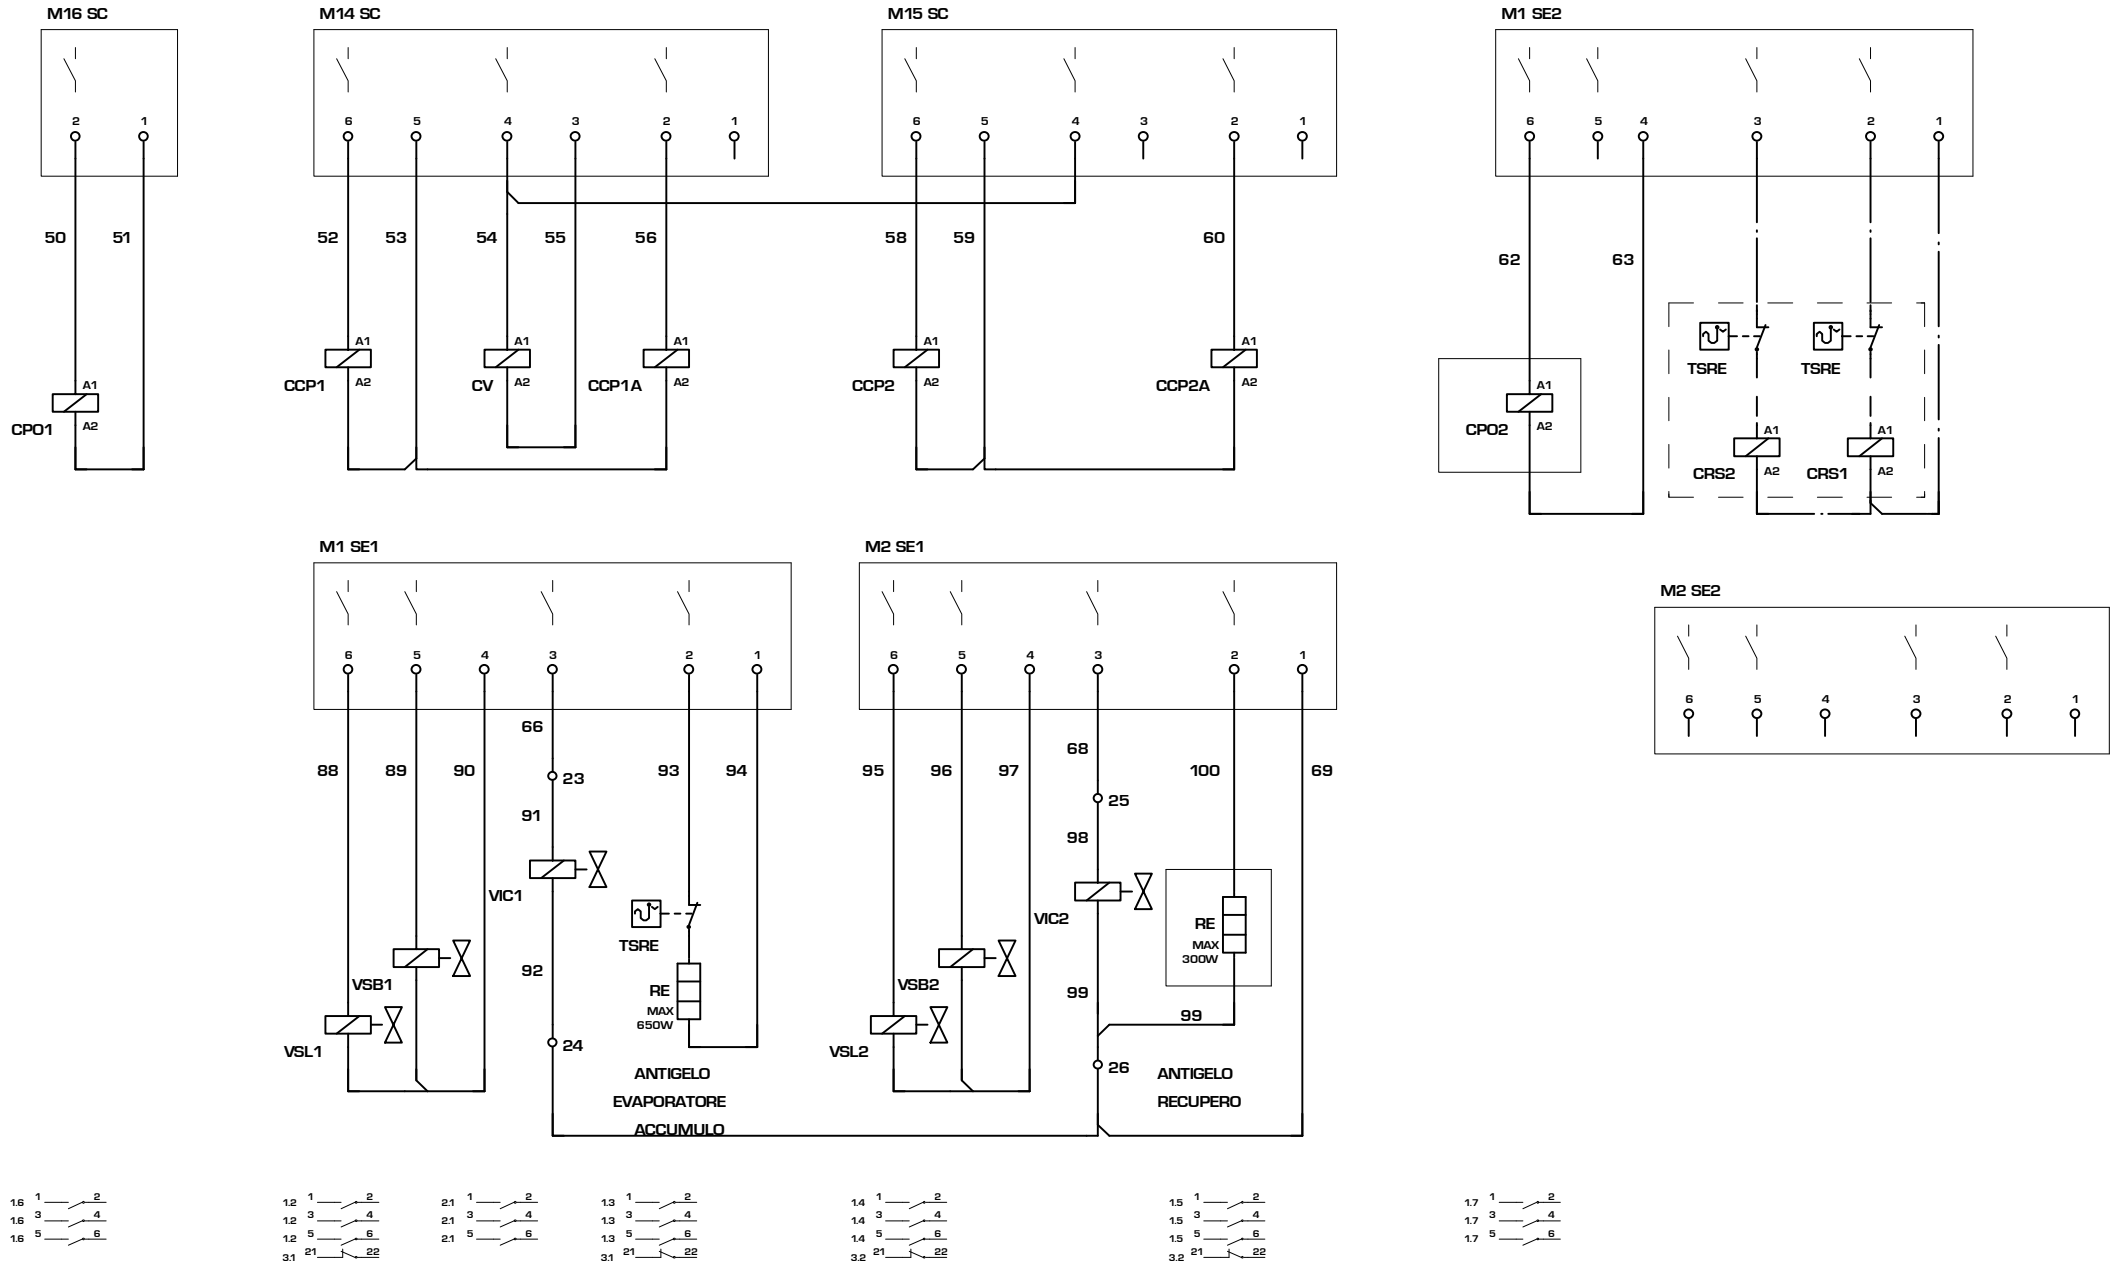 M16 SC M14 SC M15 SC M1 SE2
2 1 6 5 4 3 2 1 6 5 4 3 2 1 6 5 4 3 2 1
50 51 52 53 54 55 56 58 59 60
62 63
A1 A1 A1 A1 A1
TSRE TSRE
CCP1 A2 CV A2 CCP1A A2 CCP2 A2 CCP2A A2
A1 A1
CPO1 A2 CPO2 A2
A1 A1
CRS2 A2 CRS1 A2
M1 SE1 M2 SE1
M2 SE2
6 5 4 3 2 1 6 5 4 3 2 1
6 5 4 3 2 1
66 68
88 89 90 93 94 95 96 97 100 69
23 25
91 98
VIC1 VIC2
RE
MAX
300W
TSRE
92
VSB1 VSB2
RE
MAX
650W
99
99
VSL1 VSL2
24 26
ANTIGELO
EVAPORATORE
ACCUMULO
ANTIGELO
RECUPERO
1.6 1 2 1.2 1 2 2.1 1 2 1.3 1 2 1.4 1 2 1.5 1 2 1.7 1 2
1.6 3 4 1.2 3 4 2.1 3 4 1.3 3 4 1.4 3 4 1.5 3 4 1.7 3 4
1.6 5 6 1.2 5 6 2.1 5 6 1.3 5 6 1.4 5 6 1.5 5 6 1.7 5 6
3.1 21 22 3.1 21 22 3.2 21 22 3.2 21 22